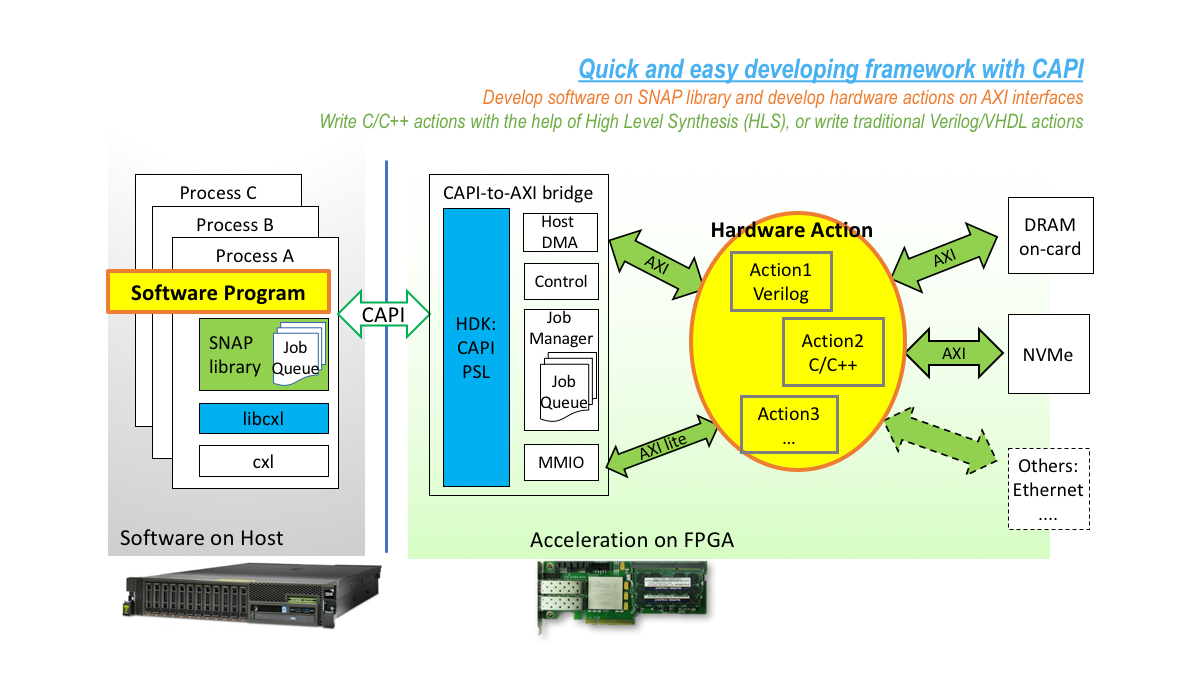 Quick and easy developing framework with CAPI
Develop software on SNAP library and develop hardware actions on AXI interfaces
Write C/C++ actions with the help of High Level Synthesis (HLS), or write traditional Verilog/VHDL actions
Process C
Process B
Process A
Software Program
SNAP
library
Job
Queue
libcxl
cxl
Software on Host
CAPI
CAPI-to-AXI bridge
HDK:
CAPI
PSL
Host
DMA
Control
Job
Manager
Job
Queue
MMIO
AXI
AXI lite
Hardware Action
Action1
Verilog
Action2
C/C++
Action3
...
AXI
AXI
DRAM
on-card
NVMe
Others:
Ethernet
....
Acceleration on FPGA